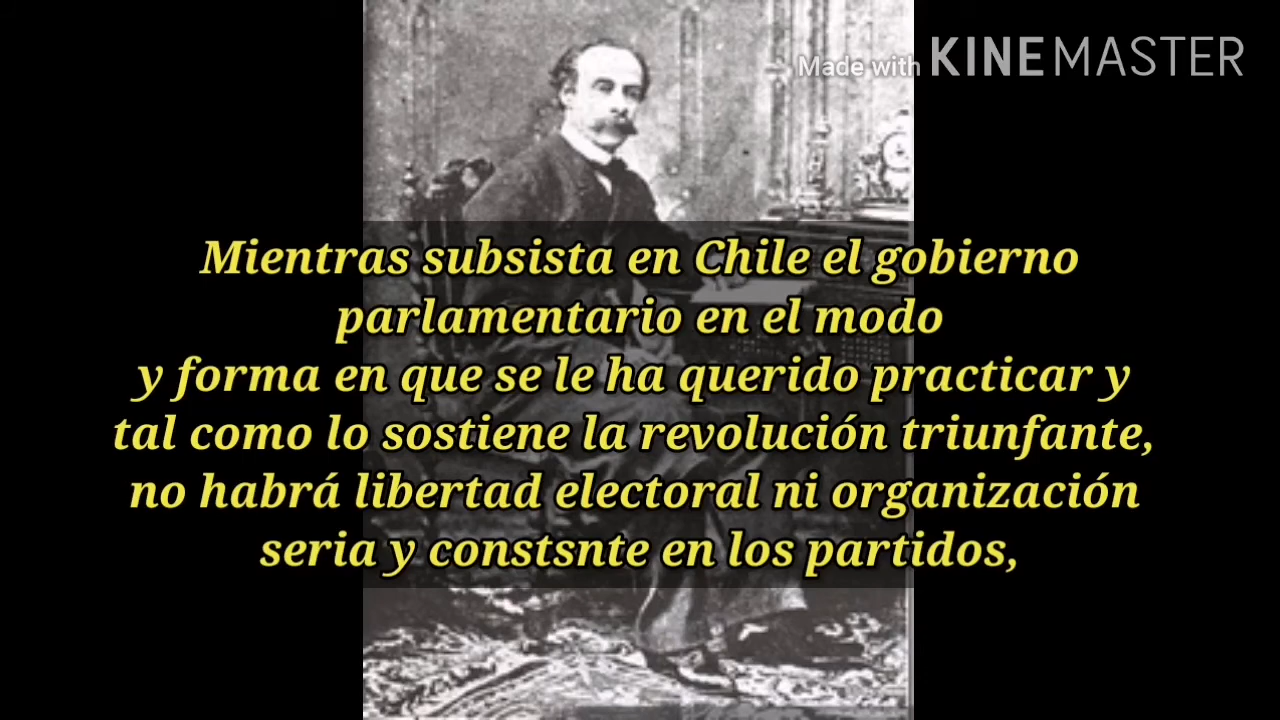 Made with KINEMASTER
Mientras subsista en Chile el gobierno
parlamentario en el modo
y forma en que se le ha querido practicar y
tal como lo sostiene la revolución triunfante,
no habrá libertad electoral ni organización
seria y constsnte en los partidos,